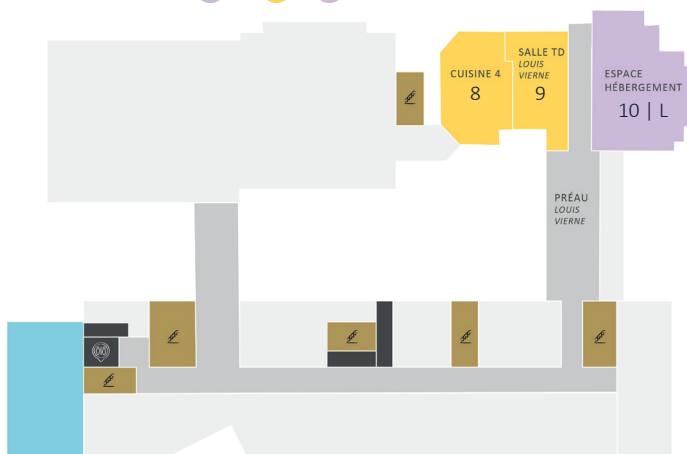 CUISINE 4
8
SALLE TD
LOUIS
VIERNE
9
ESPACE
HÉBERGEMENT
10 | L
PRÉAU
LOUIS
VIERNE